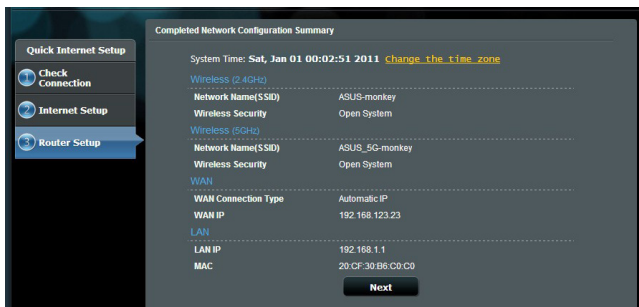 Completed Network Configuration Summary
Quick Internet Setup
1 Check Connection
2 Internet Setup
3 Router Setup
System Time: Sat, Jan 01 00:02:51 2011 Change the time zone
Wireless (2.4GHz)
Network Name(SSID) ASUS-monkey
Wireless Security Open System
Wireless (5GHz)
Network Name(SSID) ASUS_5G-monkey
Wireless Security Open System
WAN
WAN Connection Type Automatic IP
WAN IP 192.168.123.23
LAN
LAN IP 192.168.1.1
MAC 20:CF:30:B6:C0:C0
Next